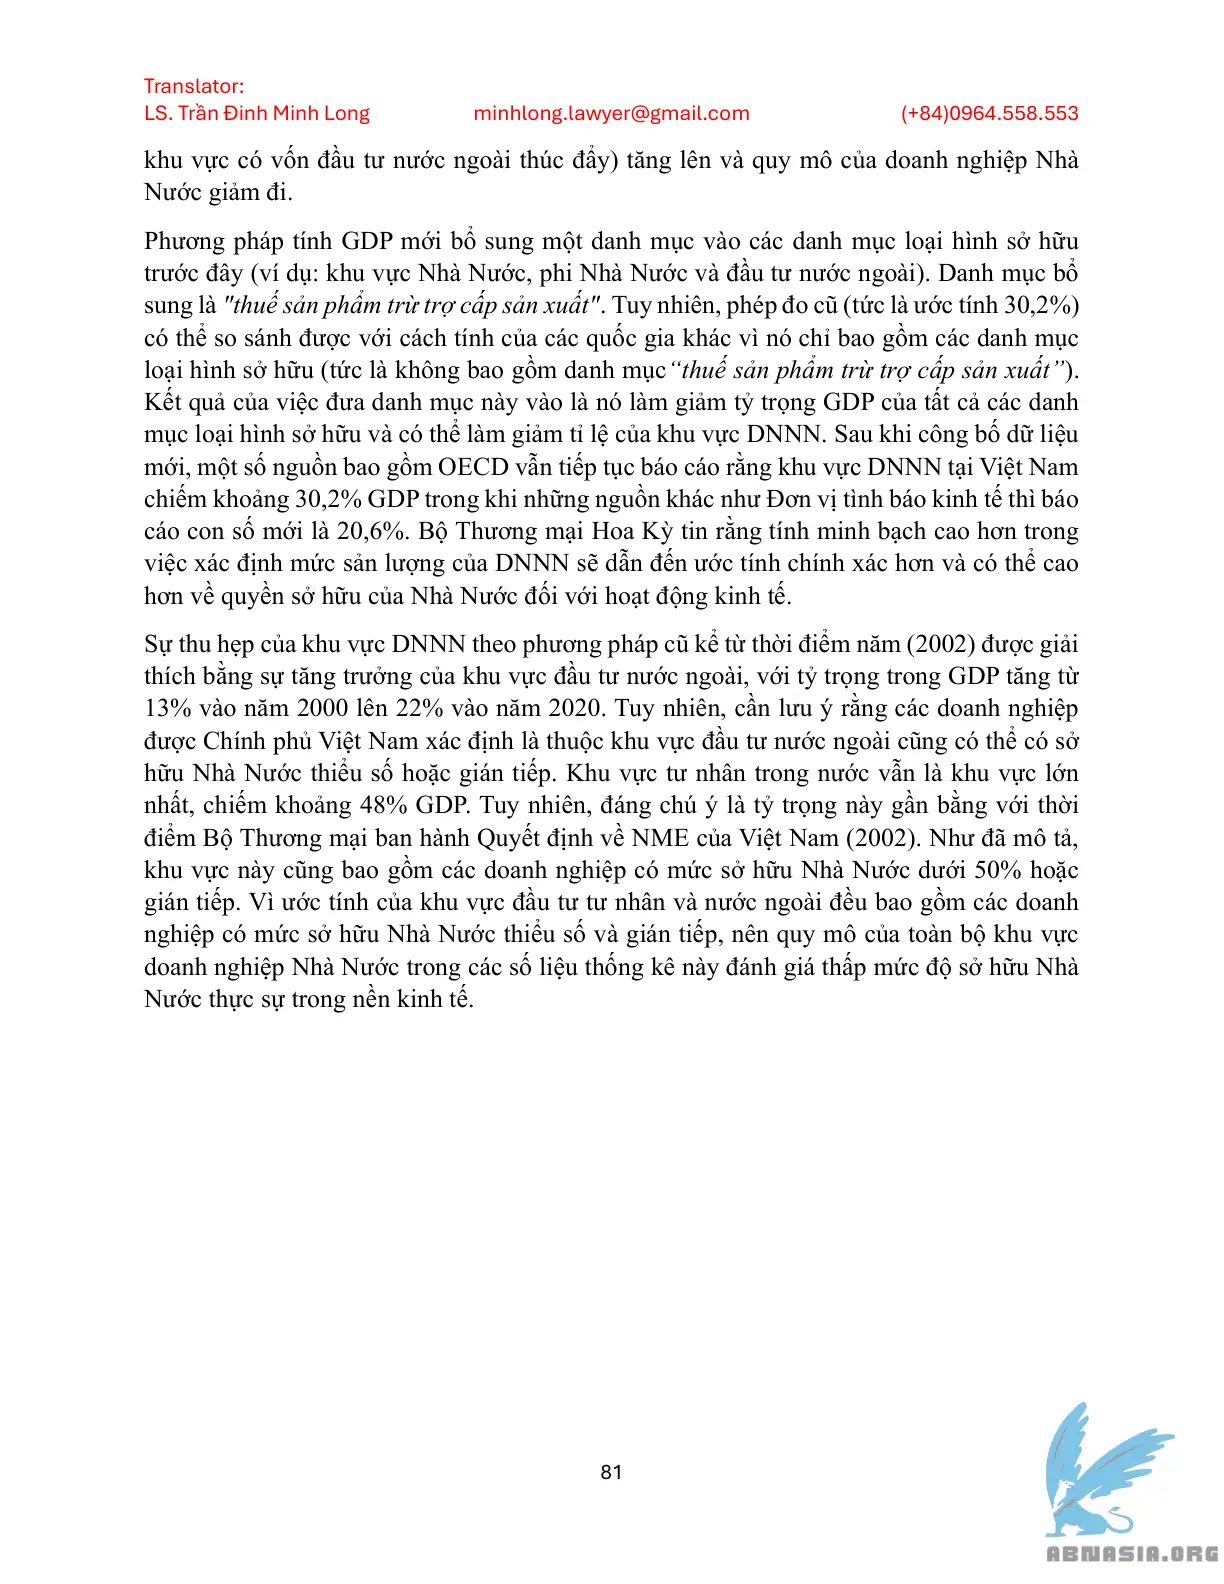 Translator:
LS. Trần Đinh Minh Long minhlong.lawyer@gmail.com (+84)0964.558.553
khu vực có vốn đầu tư nước ngoài thúc đẩy) tăng lên và quy mô của doanh nghiệp Nhà
Nước giảm đi.
Phương pháp tính GDP mới bổ sung một danh mục vào các danh mục loại hình sở hữu
trước đây (ví dụ: khu vực Nhà Nước, phi Nhà Nước và đầu tư nước ngoài). Danh mục bổ
sung là "thuế sản phẩm trừ trợ cấp sản xuất". Tuy nhiên, phép đo cũ (tức là ước tính 30,2%)
có thể so sánh được với cách tính của các quốc gia khác vì nó chỉ bao gồm các danh mục
loại hình sở hữu (tức là không bao gồm danh mục “thuế sản phẩm trừ trợ cấp sản xuất”).
Kết quả của việc đưa danh mục này vào là nó làm giảm tỷ trọng GDP của tất cả các danh
mục loại hình sở hữu và có thể làm giảm tỉ lệ của khu vực DNNN. Sau khi công bố dữ liệu
mới, một số nguồn bao gồm OECD vẫn tiếp tục báo cáo rằng khu vực DNNN tại Việt Nam
chiếm khoảng 30,2% GDP trong khi những nguồn khác như Đơn vị tình báo kinh tế thì báo
cáo con số mới là 20,6%. Bộ Thương mại Hoa Kỳ tin rằng tính minh bạch cao hơn trong
việc xác định mức sản lượng của DNNN sẽ dẫn đến ước tính chính xác hơn và có thể cao
hơn về quyền sở hữu của Nhà Nước đối với hoạt động kinh tế.
Sự thu hẹp của khu vực DNNN theo phương pháp cũ kể từ thời điểm năm (2002) được giải
thích bằng sự tăng trưởng của khu vực đầu tư nước ngoài, với tỷ trọng trong GDP tăng từ
13% vào năm 2000 lên 22% vào năm 2020. Tuy nhiên, cần lưu ý rằng các doanh nghiệp
được Chính phủ Việt Nam xác định là thuộc khu vực đầu tư nước ngoài cũng có thể có sở
hữu Nhà Nước thiểu số hoặc gián tiếp. Khu vực tư nhân trong nước vẫn là khu vực lớn
nhất, chiếm khoảng 48% GDP. Tuy nhiên, đáng chú ý là tỷ trọng này gần bằng với thời
điểm Bộ Thương mại ban hành Quyết định về NME của Việt Nam (2002). Như đã mô tả,
khu vực này cũng bao gồm các doanh nghiệp có mức sở hữu Nhà Nước dưới 50% hoặc
gián tiếp. Vì ước tính của khu vực đầu tư tư nhân và nước ngoài đều bao gồm các doanh
nghiệp có mức sở hữu Nhà Nước thiểu số và gián tiếp, nên quy mô của toàn bộ khu vực
doanh nghiệp Nhà Nước trong các số liệu thống kê này đánh giá thấp mức độ sở hữu Nhà
Nước thực sự trong nền kinh tế.
81
ABNASIA.ORG